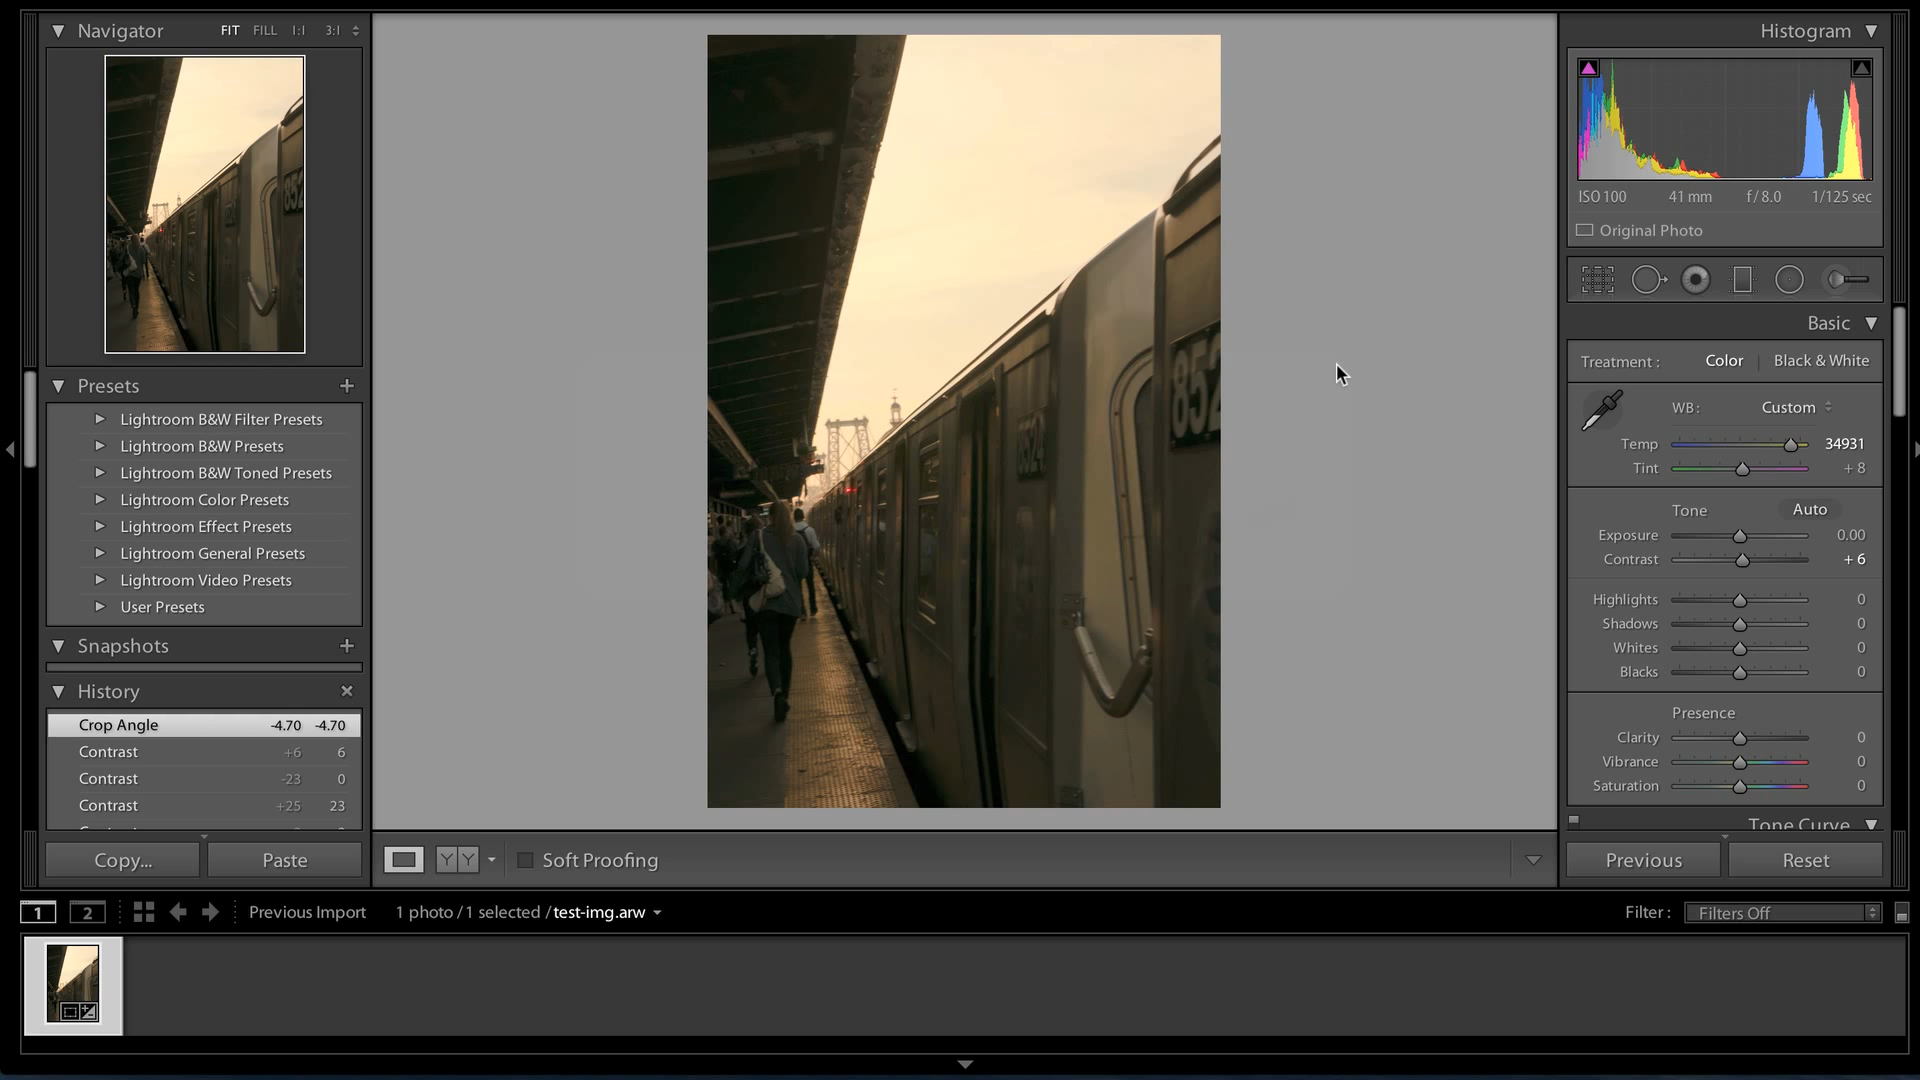 Navigator FIT FILL 1:1 3:1
Presets
Lightroom B&W Filter Presets
Lightroom B&W Presets
Lightroom B&W Toned Presets
Lightroom Color Presets
Lightroom Effect Presets
Lightroom General Presets
Lightroom Video Presets
User Presets
Snapshots
History
Crop Angle -4.70 -4.70
Contrast +6 6
Contrast -23 0
Contrast +25 23
Copy... Paste
852
8524
Y Y Soft Proofing
Histogram
ISO 100 41 mm f / 8.0 1/125 sec
Original Photo
Basic
Treatment : Color Black & White
WB : Custom
Temp 34931
Tint + 8
Tone Auto
Exposure 0.00
Contrast + 6
Highlights 0
Shadows 0
Whites 0
Blacks 0
Presence
Clarity 0
Vibrance 0
Saturation 0
Tone Curve
Previous Reset
1 2 Previous Import 1 photo / 1 selected / test-img.arw Filter : Filters Off